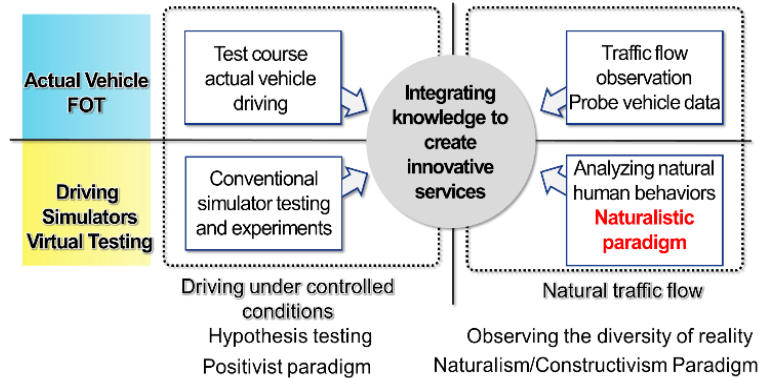 Actual Vehicle
FOT
Test course
actual vehicle
driving
Integrating
knowledge to
create
innovative
services
Traffic flow
observation
Probe vehicle data
Driving
Simulators
Virtual Testing
Conventional
simulator testing
and experiments
Analyzing natural
human behaviors
Naturalistic
paradigm
Driving under controlled
conditions
Hypothesis testing
Positivist paradigm
Natural traffic flow
Observing the diversity of reality
Naturalism/Constructivism Paradigm